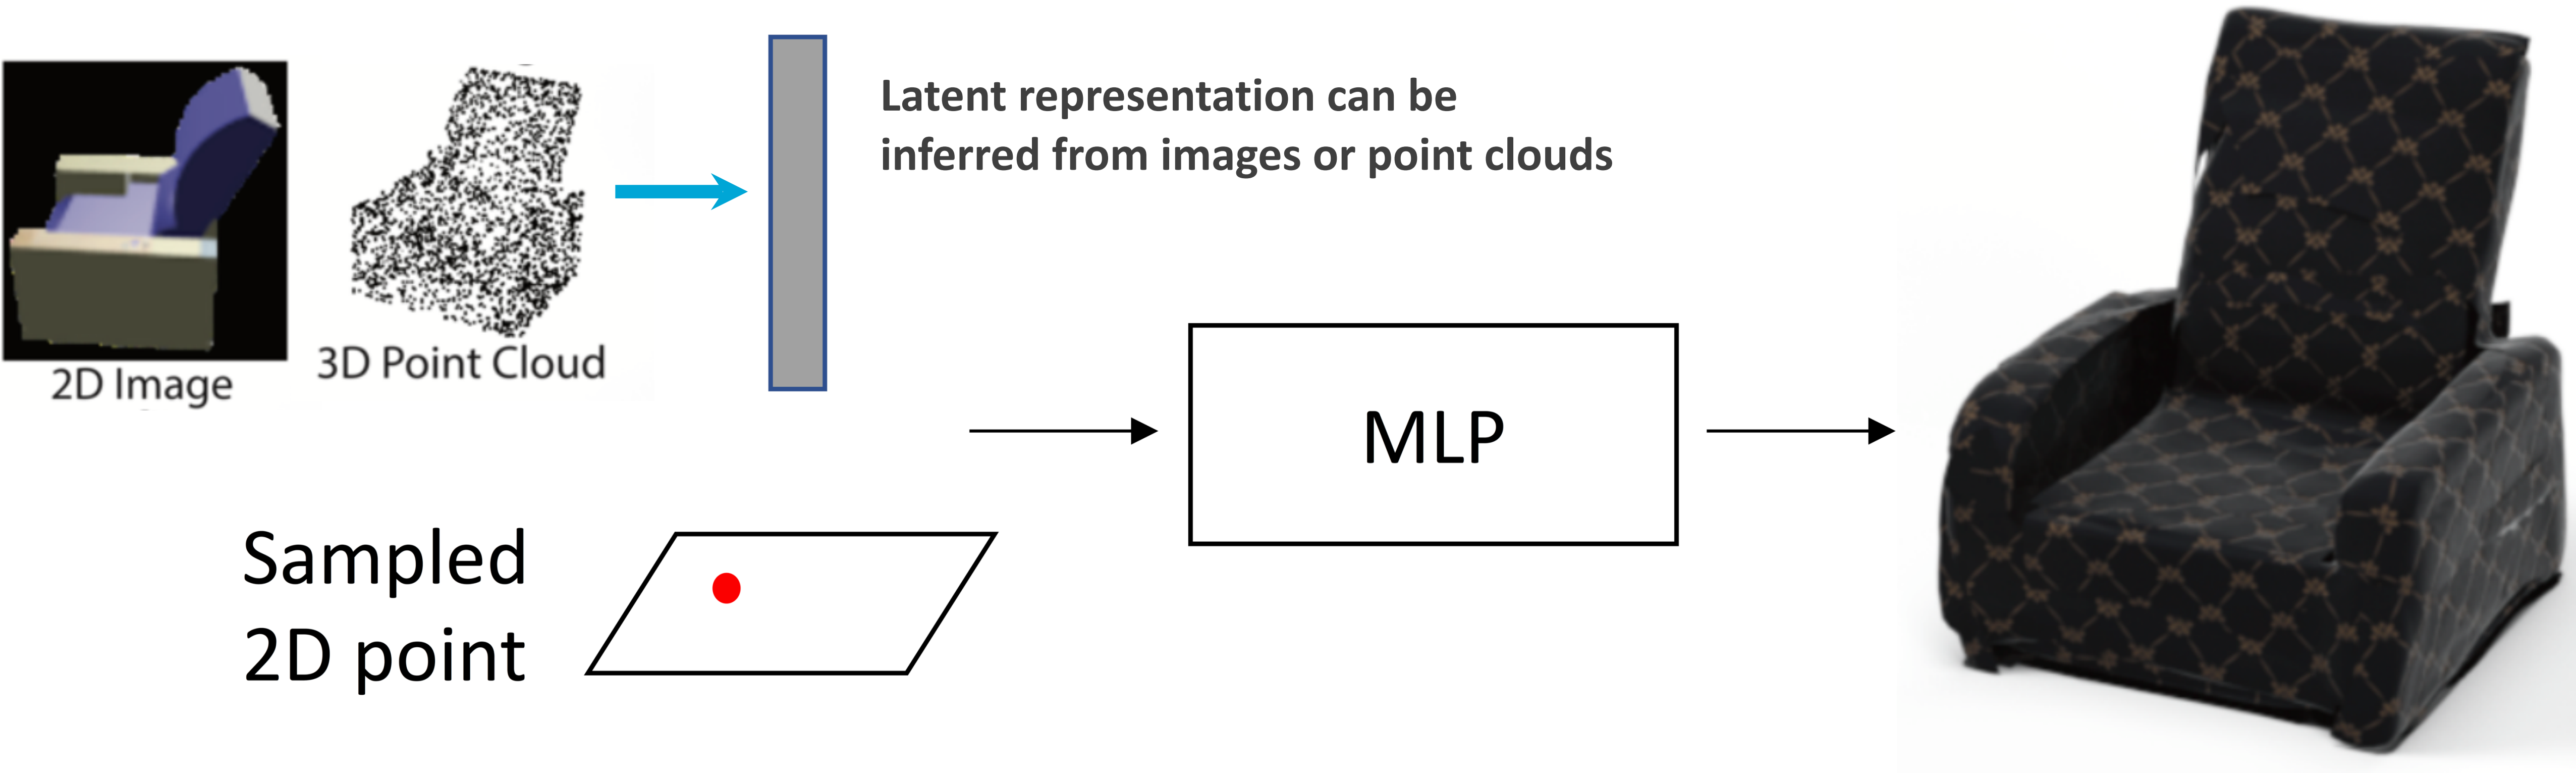 2D Image
3D Point Cloud
Latent representation can be
inferred from images or point clouds
MLP
Sampled
2D point